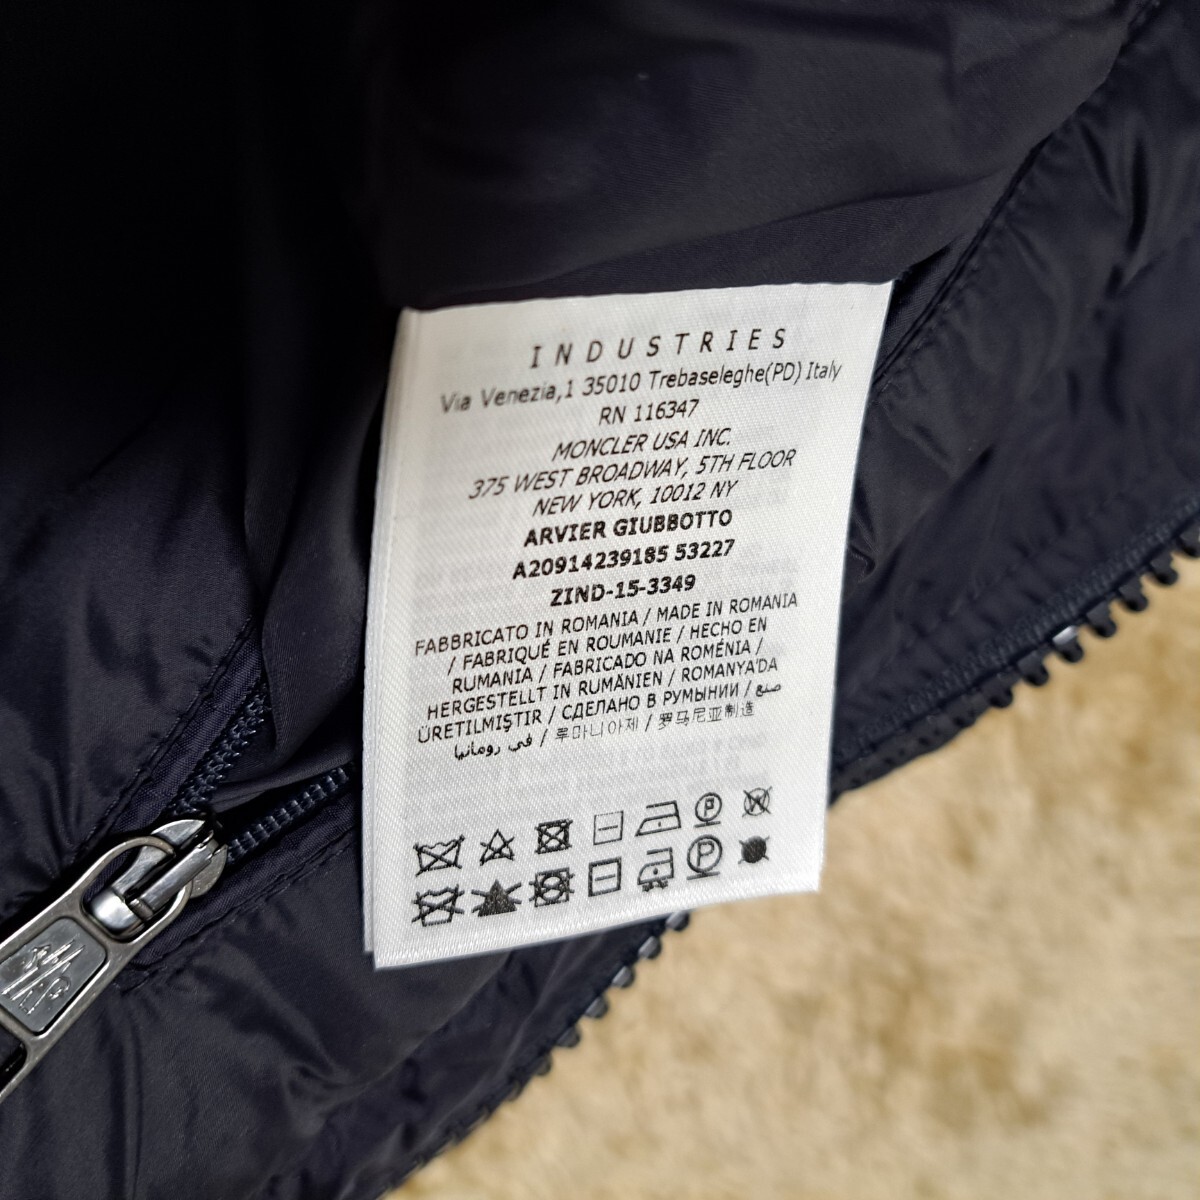 INDUSTRIES
Via Venezia,1 35010 Trebaseleghe(PD) Italy
RN 116347
MONCLER USA INC.
375 WEST BROADWAY, 5TH FLOOR
NEW YORK, 10012 NY
ARVIER GIUBBOTTO
A20914239185 53227
ZIND-15-3349
FABBRICATO IN ROMANIA / MADE IN ROMANIA
/ FABRIQUÉ EN ROUMANIE / HECHO EN
RUMANIA / FABRICADO NA ROMÉNIA /
HERGESTELLT IN RUMÄNIEN / ROMANYA'DA
ÜRETILMIŞTIR / СДЕЛАНО В РУМЫНИИ / صنع
في رومانيا / 루마니아제 / 罗马尼亚制造
P
W
P